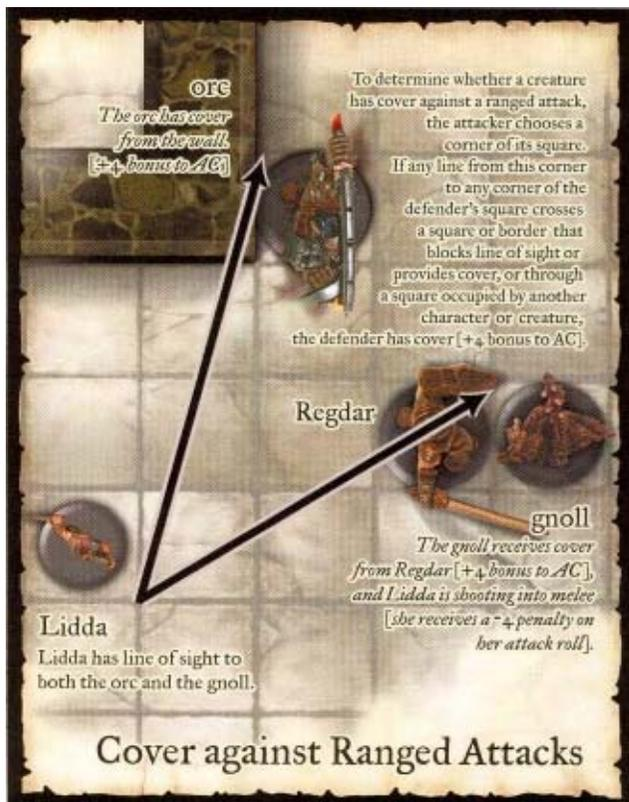 orc
The orc has cover
from the wall.
[+4 bonus to AC]
To determine whether a creature
has cover against a ranged attack,
the attacker chooses a
corner of its square.
If any line from this corner
to any corner of the
defender's square crosses
a square or border that
blocks line of sight or
provides cover, or through
a square occupied by another
character or creature,
the defender has cover [+4 bonus to AC].
Regdar
gnoll
The gnoll receives cover
from Regdar [+4 bonus to AC],
and Lidda is shooting into melee
[she receives a -4 penalty on
her attack roll].
Lidda
Lidda has line of sight to
both the orc and the gnoll.
Cover against Ranged Attacks